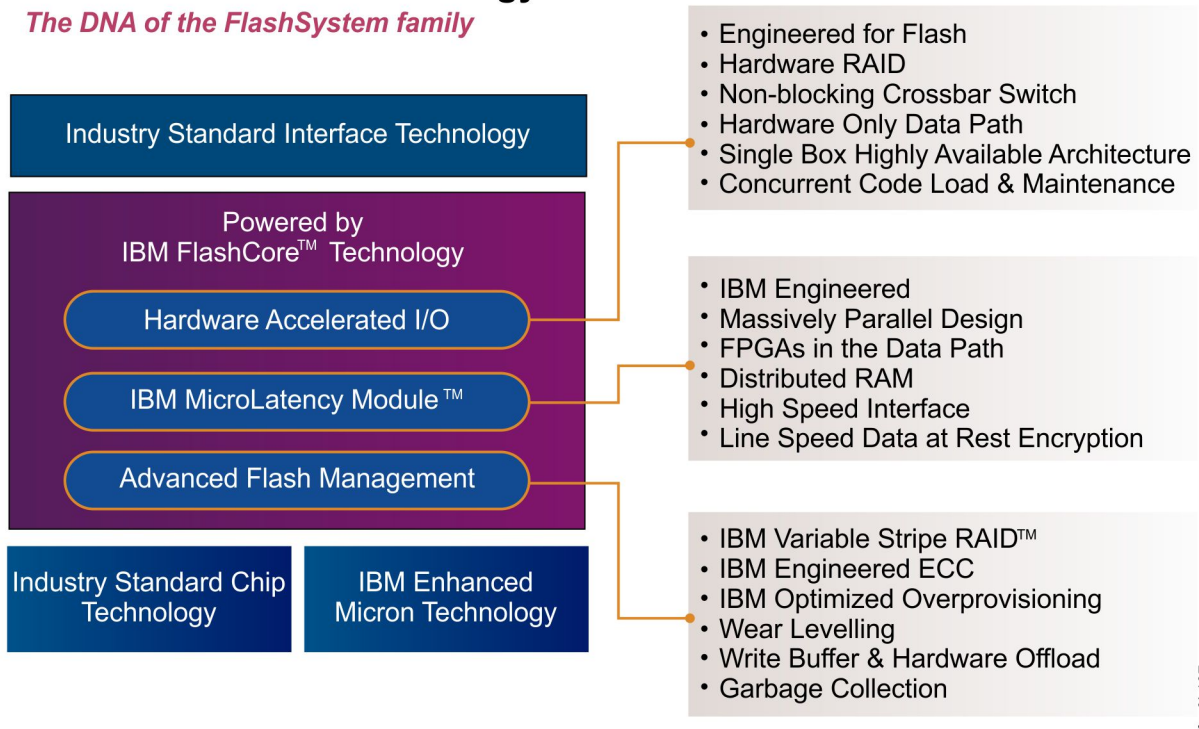 The DNA of the FlashSystem family
Industry Standard Interface Technology
Powered by
IBM FlashCore™ Technology
Hardware Accelerated I/O
IBM MicroLatency Module™
Advanced Flash Management
Industry Standard Chip
Technology
IBM Enhanced
Micron Technology
• Engineered for Flash
• Hardware RAID
• Non-blocking Crossbar Switch
• Hardware Only Data Path
• Single Box Highly Available Architecture
• Concurrent Code Load & Maintenance
• IBM Engineered
• Massively Parallel Design
• FPGAs in the Data Path
• Distributed RAM
• High Speed Interface
• Line Speed Data at Rest Encryption
• IBM Variable Stripe RAID™
• IBM Engineered ECC
• IBM Optimized Overprovisioning
• Wear Levelling
• Write Buffer & Hardware Offload
• Garbage Collection